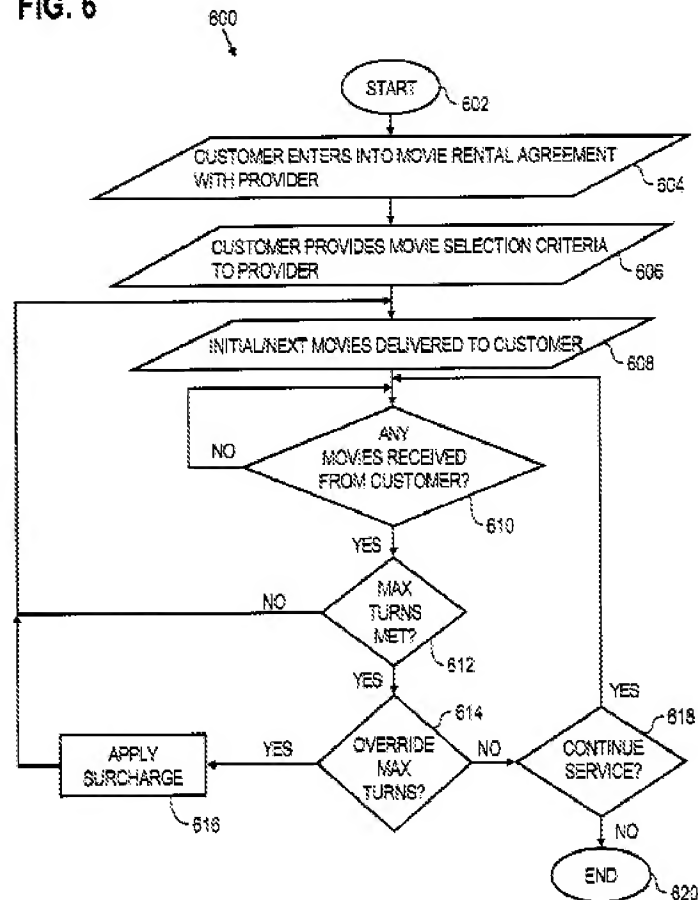 FIG. 6
600
START
602
CUSTOMER ENTERS INTO MOVIE RENTAL AGREEMENT
WITH PROVIDER
604
CUSTOMER PROVIDES MOVIE SELECTION CRITERIA
TO PROVIDER
606
INITIAL/NEXT MOVIES DELIVERED TO CUSTOMER
608
ANY
MOVIES RECEIVED
FROM CUSTOMER?
NO
610
YES
MAX
TURNS
MET?
NO
612
YES
614
OVERRIDE
MAX
TURNS?
YES
NO
APPLY
SURCHARGE
616
YES
618
CONTINUE
SERVICE?
NO
END
620